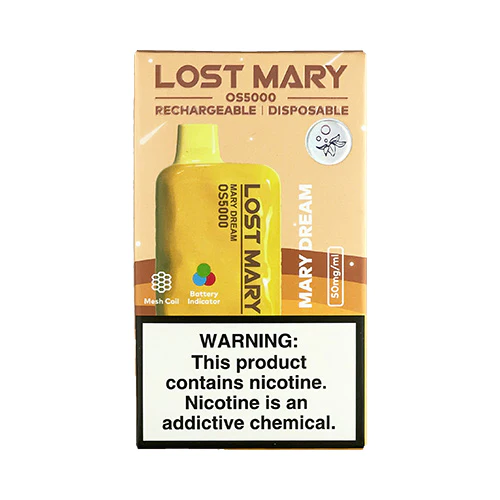 LOST MARY
OS5000
RECHARGEABLE | DISPOSABLE
LOST MARY
MARY DREAM
OS5000
MARY DREAM
50mg/ml
Mesh Coil
Battery
Indicator
WARNING:
This product
contains nicotine.
Nicotine is an
addictive chemical.